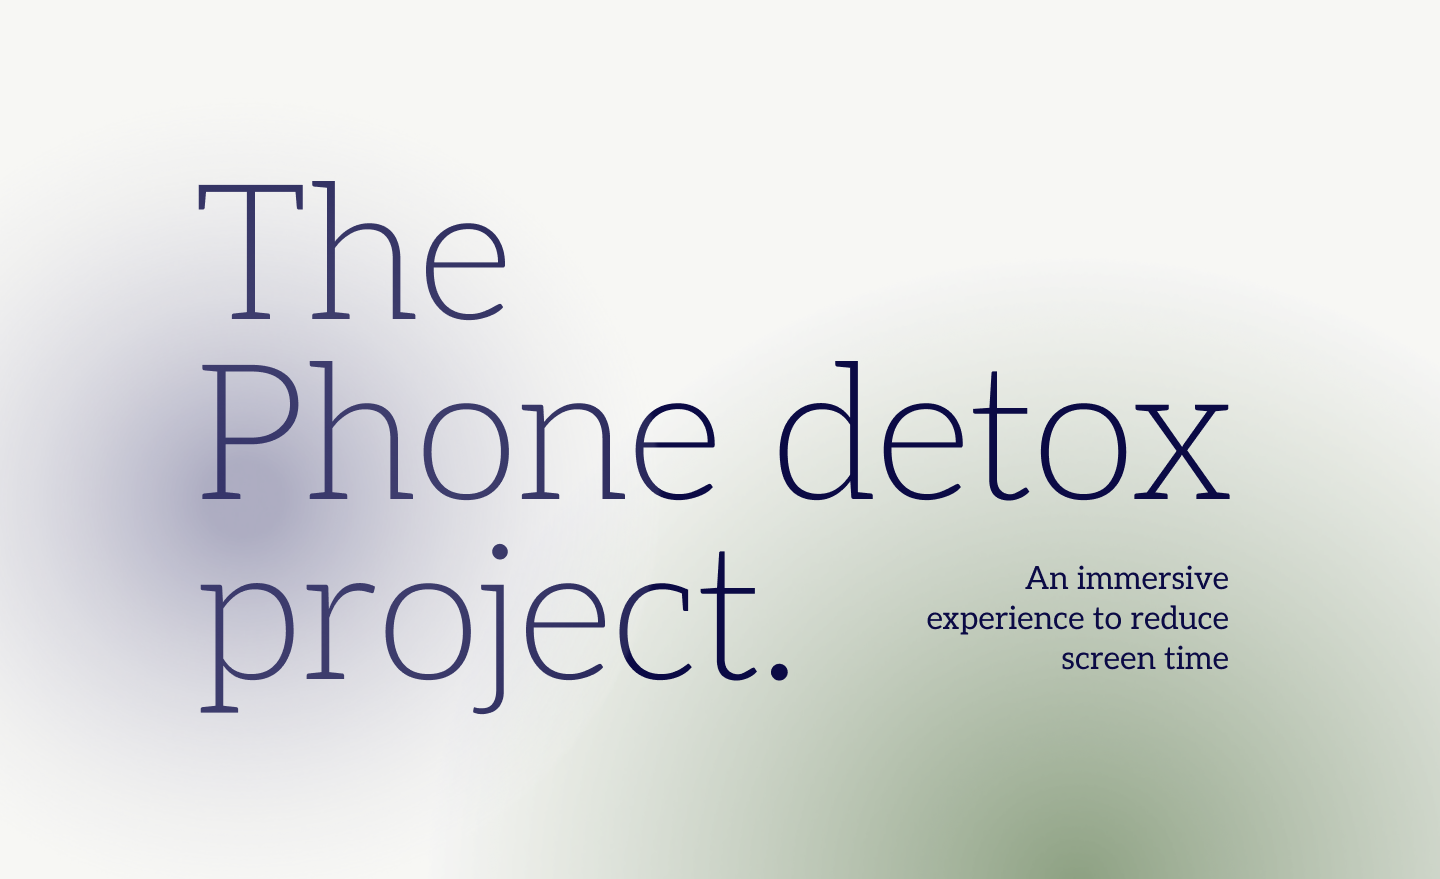 The
Phone detox
project.
An immersive
experience to reduce
screen time